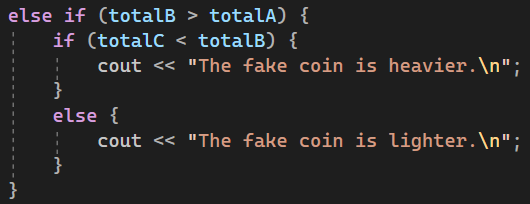 else if (totalB > totalA) {
    if (totalC < totalB) {
        cout << "The fake coin is heavier.\n";
    }
    else {
        cout << "The fake coin is lighter.\n";
    }
}